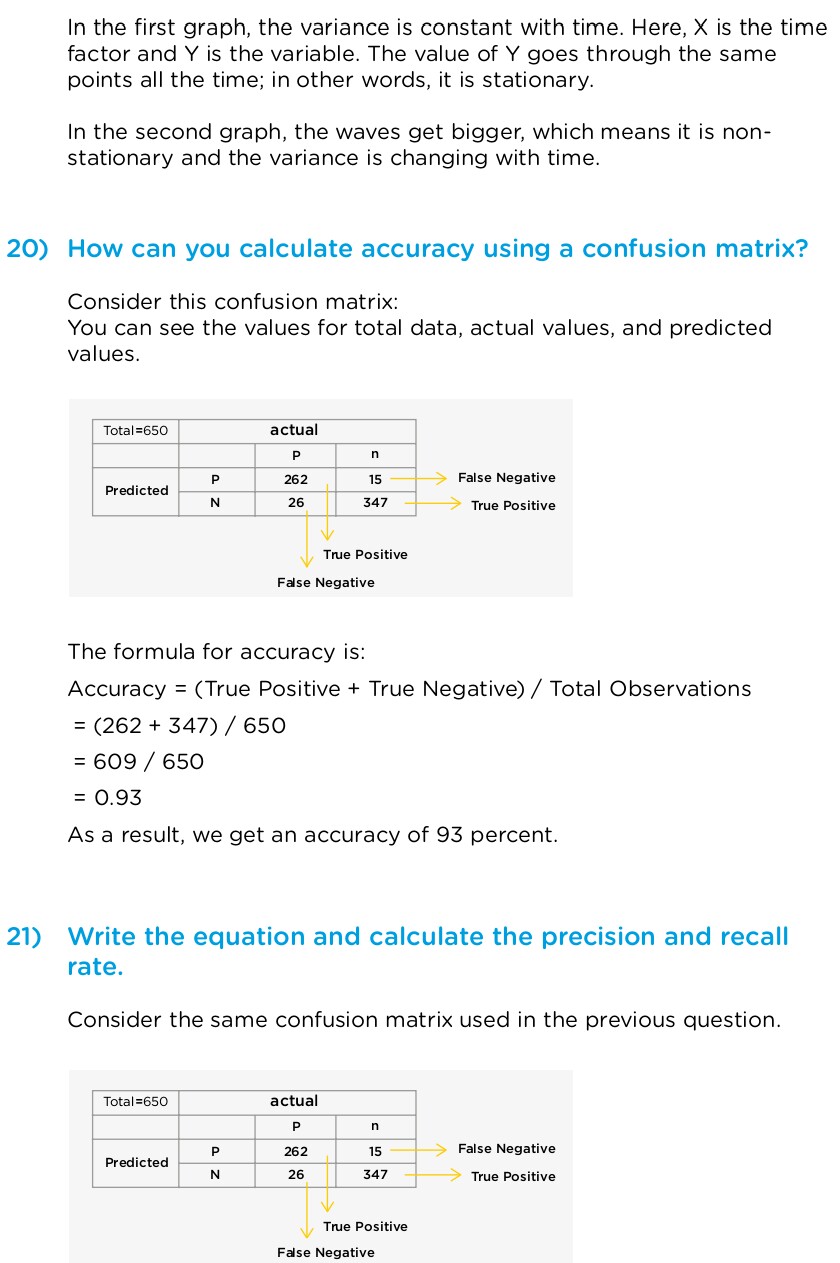 In the first graph, the variance is constant with time. Here, X is the time
factor and Y is the variable. The value of Y goes through the same
points all the time; in other words, it is stationary.
In the second graph, the waves get bigger, which means it is non-
stationary and the variance is changing with time.
20) How can you calculate accuracy using a confusion matrix?
Consider this confusion matrix:
You can see the values for total data, actual values, and predicted
values.
Total=650 actual
P n
Predicted P 262 15 False Negative
N 26 347 True Positive
True Positive
False Negative
The formula for accuracy is:
Accuracy = (True Positive + True Negative) / Total Observations
= (262 + 347) / 650
= 609 / 650
= 0.93
As a result, we get an accuracy of 93 percent.
21) Write the equation and calculate the precision and recall
rate.
Consider the same confusion matrix used in the previous question.
Total=650 actual
P n
Predicted P 262 15 False Negative
N 26 347 True Positive
True Positive
False Negative